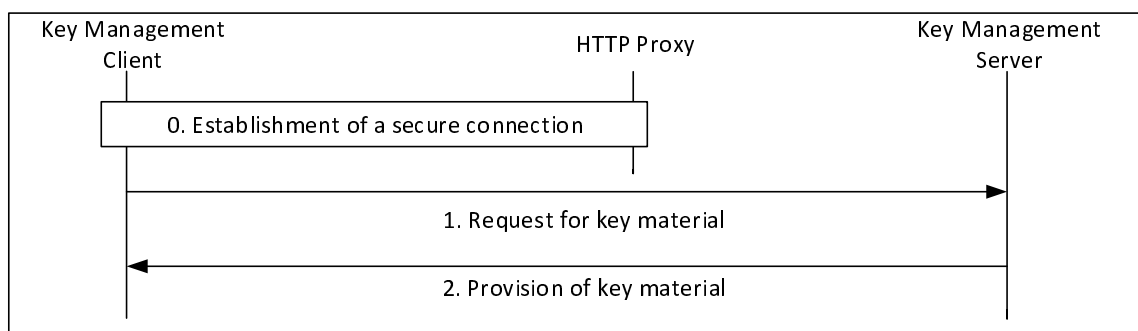 Key Management
Client
HTTP Proxy
Key Management
Server
0. Establishment of a secure connection
1. Request for key material
2. Provision of key material